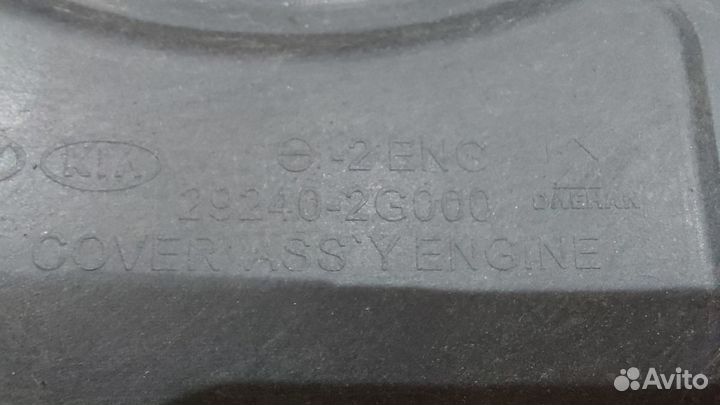 KIA
Θ-2 ENG
29240-2G000
DAEHAN
COVER ASS'Y ENGINE
Avito